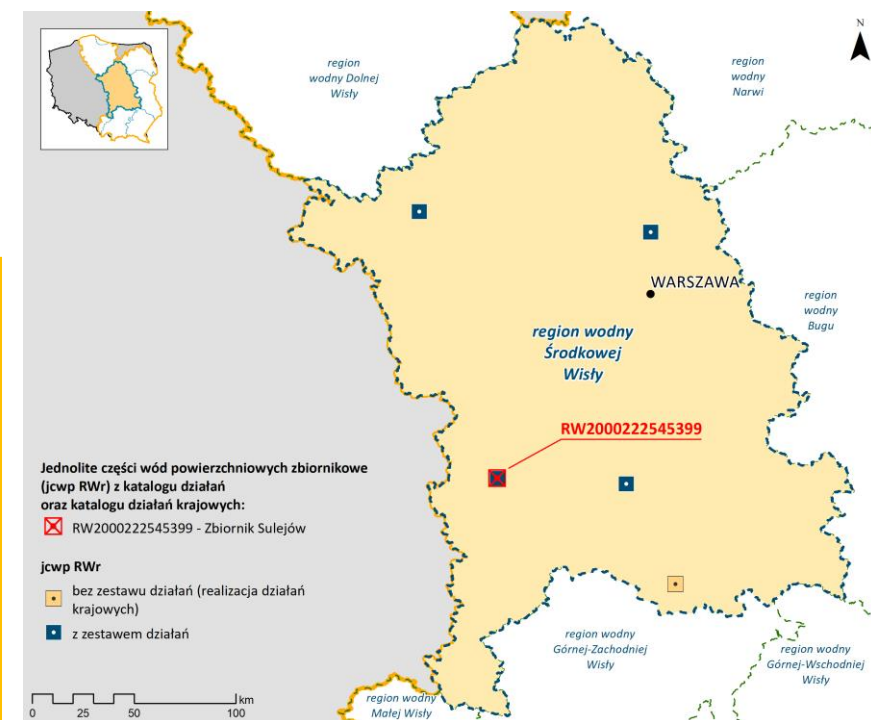 N
region
wodny Dolnej
Wisły
region
wodny
Narwi
WARSZAWA
region
wodny
Bugu
region wodny
Środkowej
Wisły
RW2000222545399
Jednolite części wód powierzchniowych zbiornikowe
(jcwp RWr) z katalogu działań
oraz katalogu działań krajowych:
RW2000222545399 - Zbiornik Sulejów
jcwp RWr
bez zestawu działań (realizacja działań
krajowych)
z zestawem działań
region wodny
Górnej-Zachodniej
Wisły
region wodny
Górnej-Wschodniej
Wisły
region wodny
Małej Wisły
km
0 25 50 100